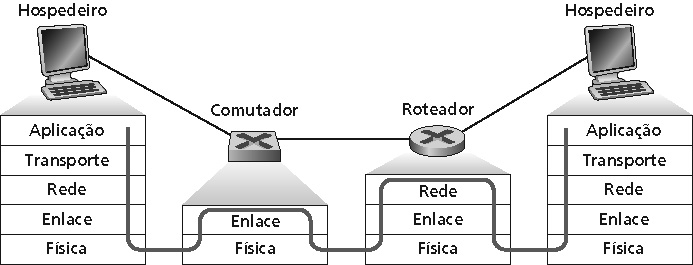 Hospedeiro
Hospedeiro
Comutador
Roteador
Aplicação
Transporte
Rede
Enlace
Física
Enlace
Física
Rede
Enlace
Física
Aplicação
Transporte
Rede
Enlace
Física